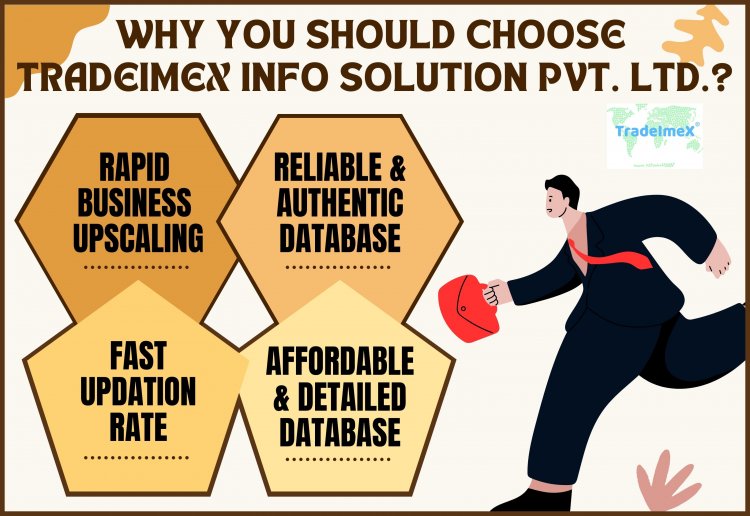 WHY YOU SHOULD CHOOSE
TRADEIMEX INFO SOLUTION PVT. LTD.?
TradeImeX®
RAPID
BUSINESS
UPSCALING
RELIABLE &
AUTHENTIC
DATABASE
FAST
UPDATION
RATE
AFFORDABLE
& DETAILED
DATABASE